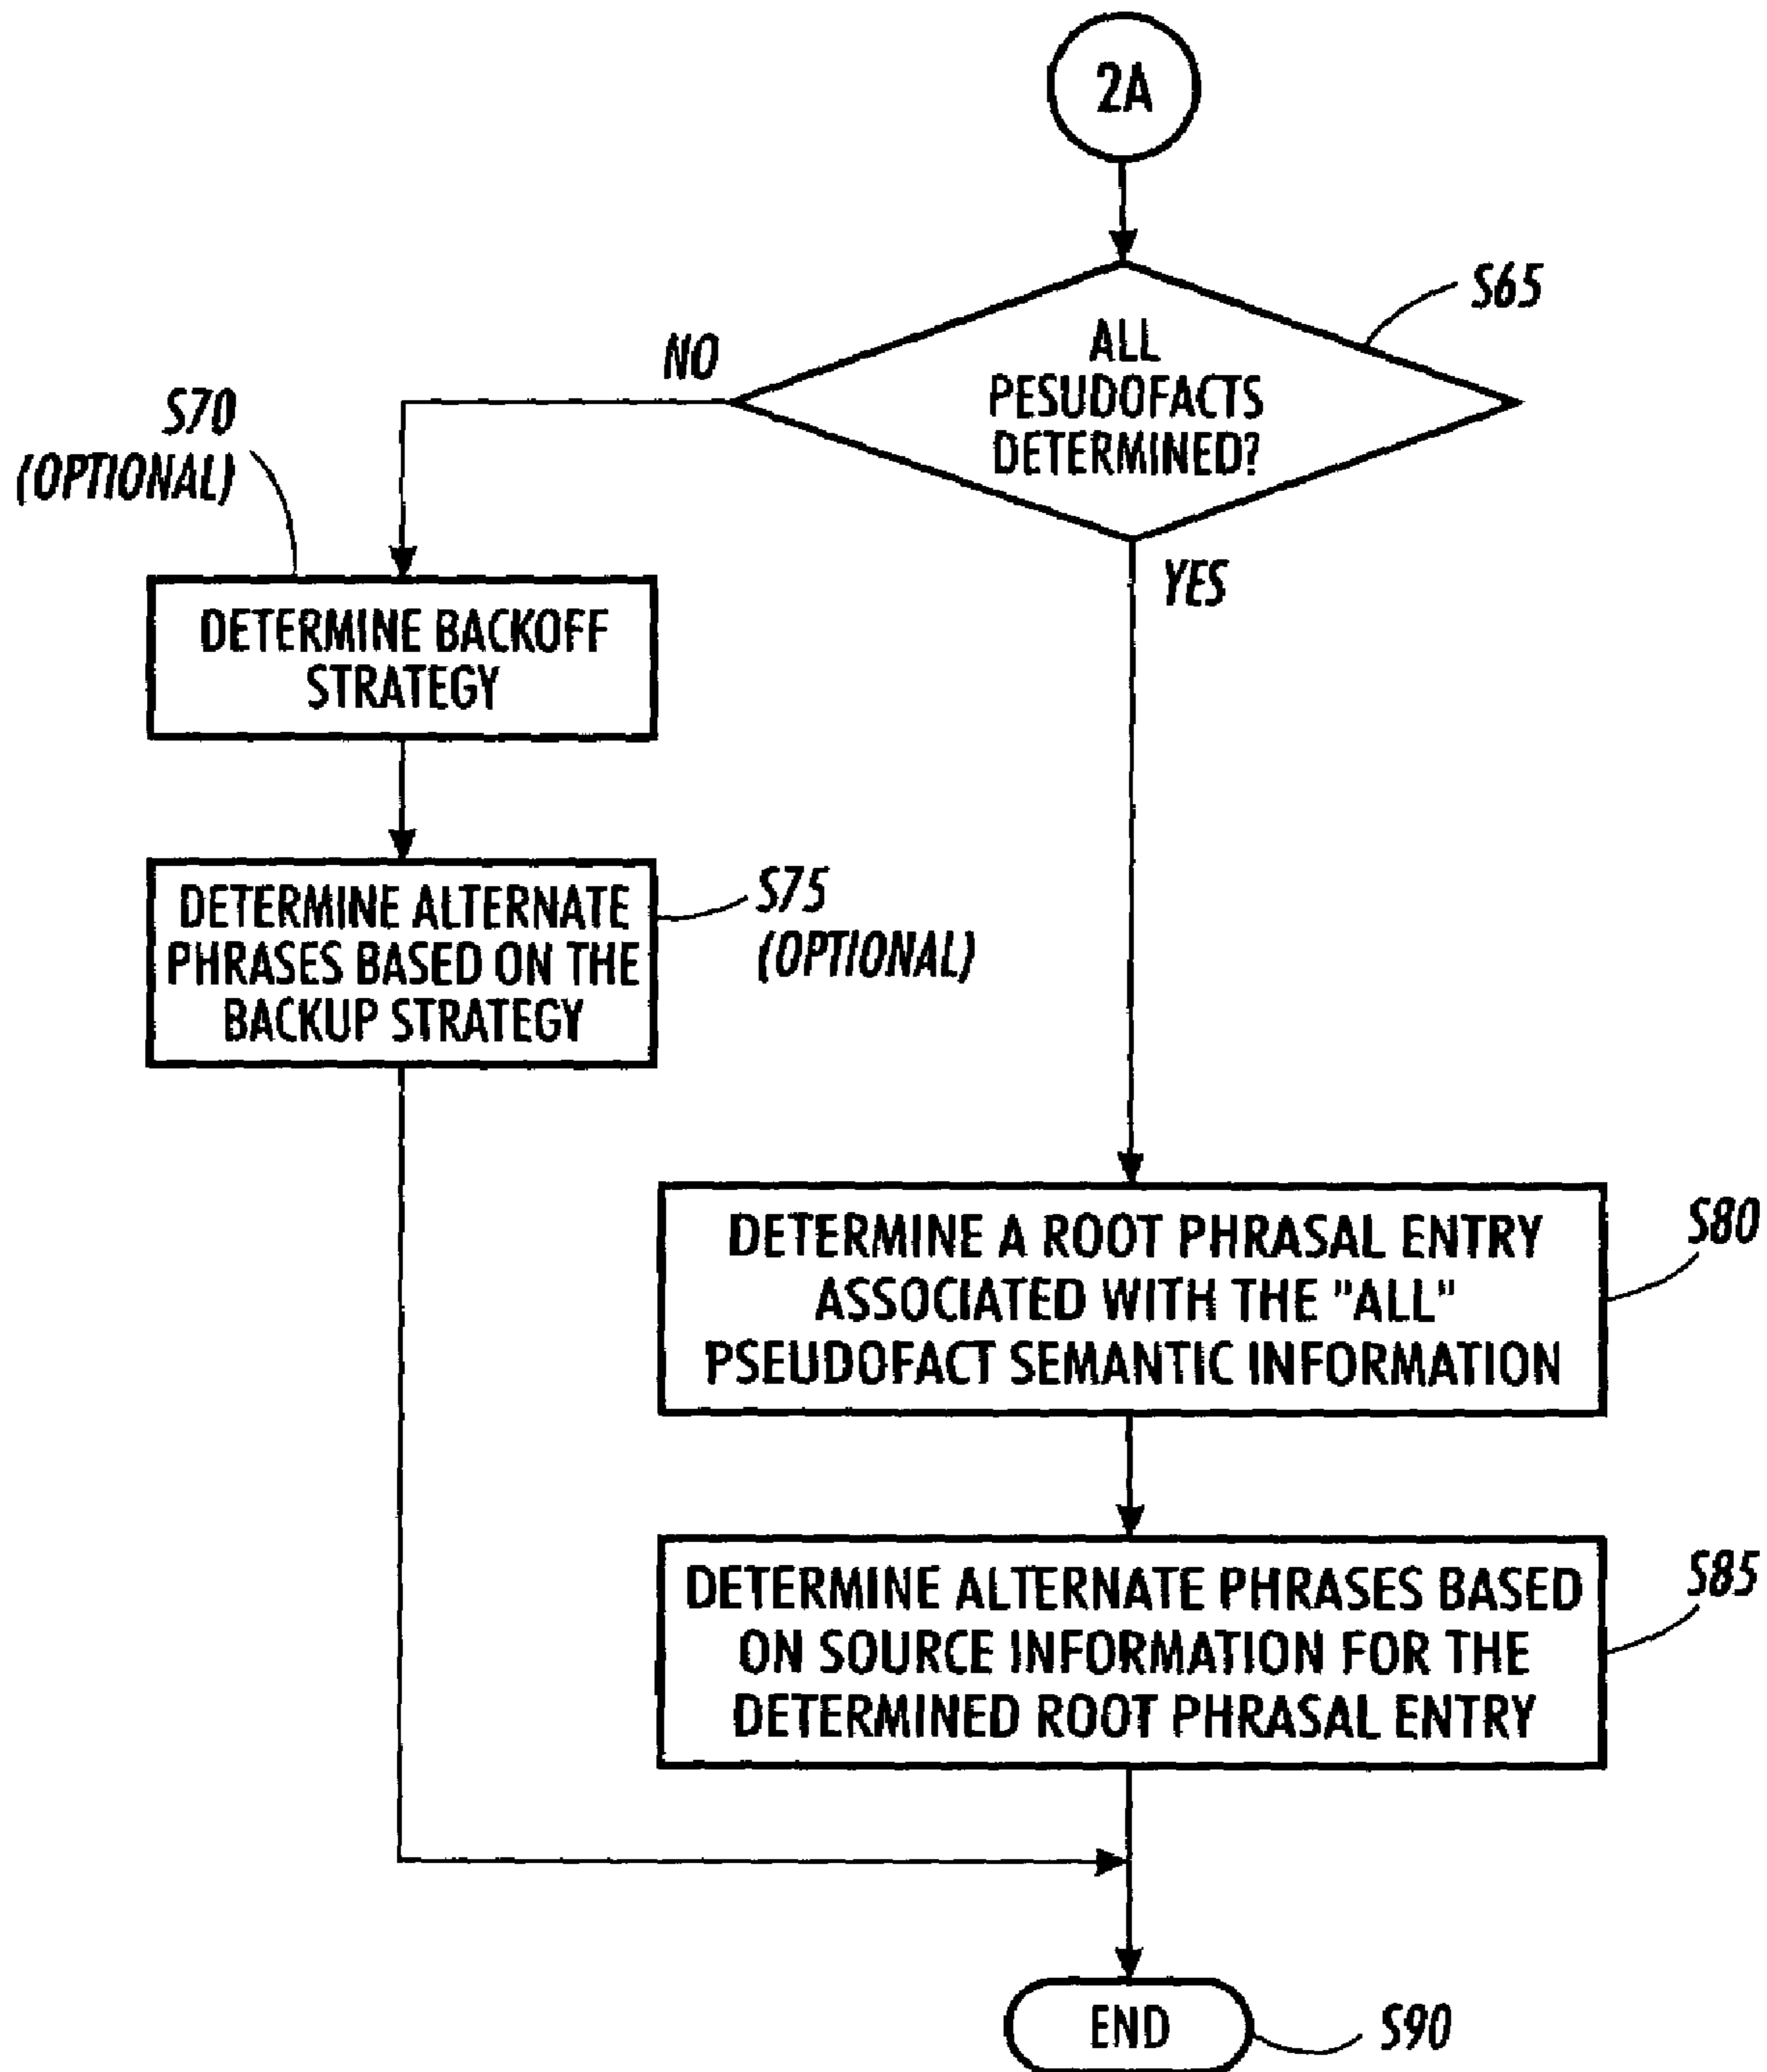 2A
S65
ALL
PESUDOFACTS
DETERMINED?
NO
YES
S70
(OPTIONAL)
DETERMINE BACKOFF
STRATEGY
DETERMINE ALTERNATE
PHRASES BASED ON THE
BACKUP STRATEGY
S75
(OPTIONAL)
DETERMINE A ROOT PHRASAL ENTRY
ASSOCIATED WITH THE "ALL"
PSEUDOFACT SEMANTIC INFORMATION
S80
DETERMINE ALTERNATE PHRASES BASED
ON SOURCE INFORMATION FOR THE
DETERMINED ROOT PHRASAL ENTRY
S85
END
S90